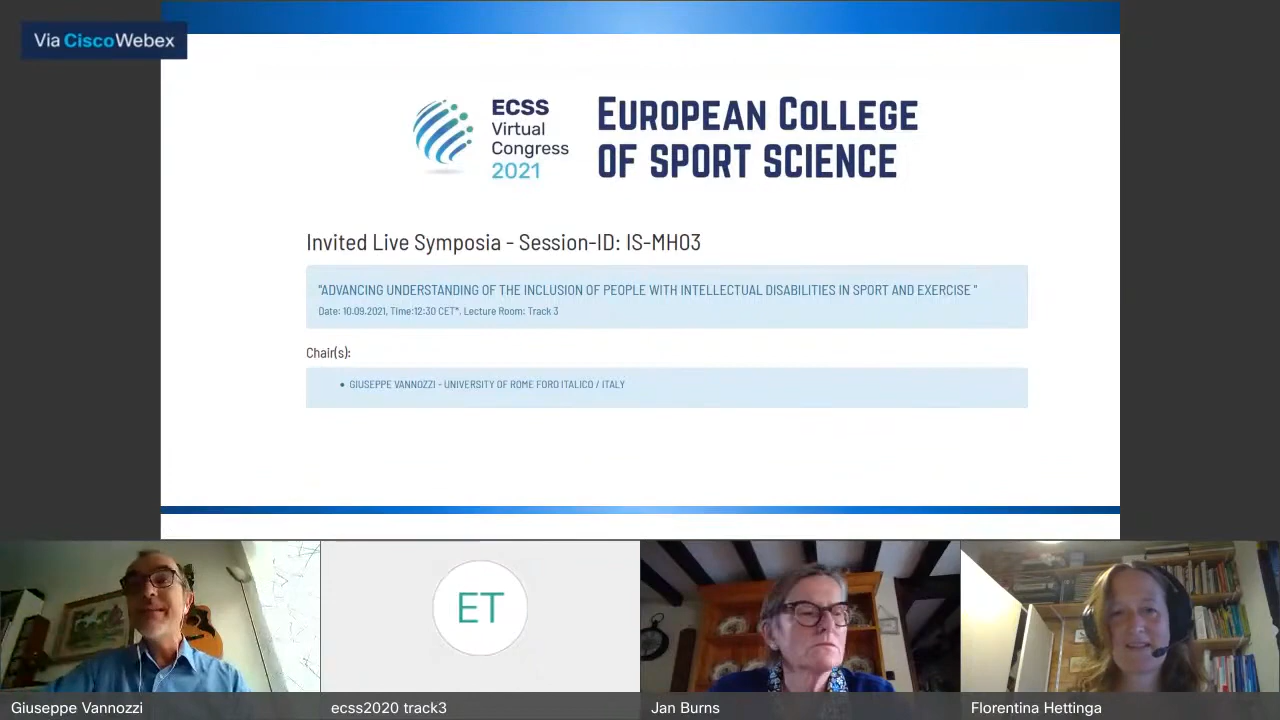 Via CiscoWebex
ECSS
Virtual
Congress
2021
EUROPEAN COLLEGE
OF SPORT SCIENCE
Invited Live Symposia - Session-ID: IS-MH03
"ADVANCING UNDERSTANDING OF THE INCLUSION OF PEOPLE WITH INTELLECTUAL DISABILITIES IN SPORT AND EXERCISE "
Date: 10.09.2021, Time:12:30 CET*, Lecture Room: Track 3
Chair(s):
• GIUSEPPE VANNOZZI - UNIVERSITY OF ROME FORO ITALICO / ITALY
ET
Giuseppe Vannozzi
ecss2020 track3
Jan Burns
Florentina Hettinga